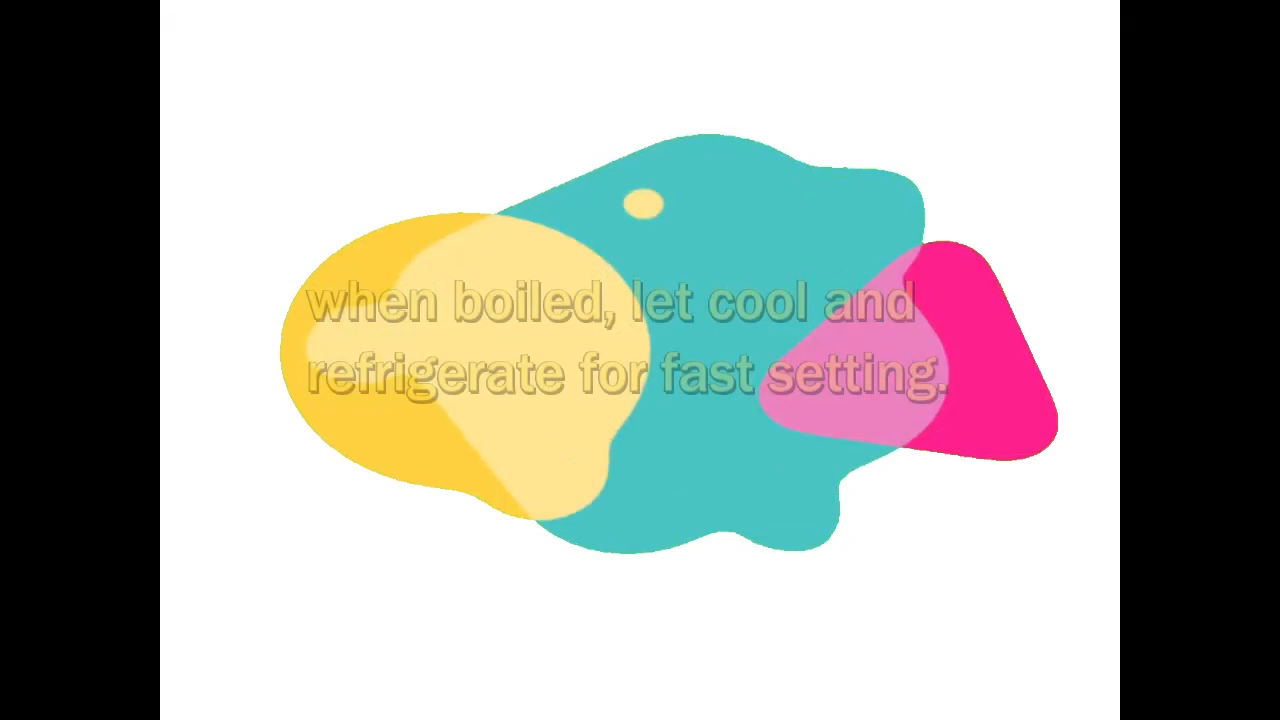 when boiled, let cool and
refrigerate for fast setting.